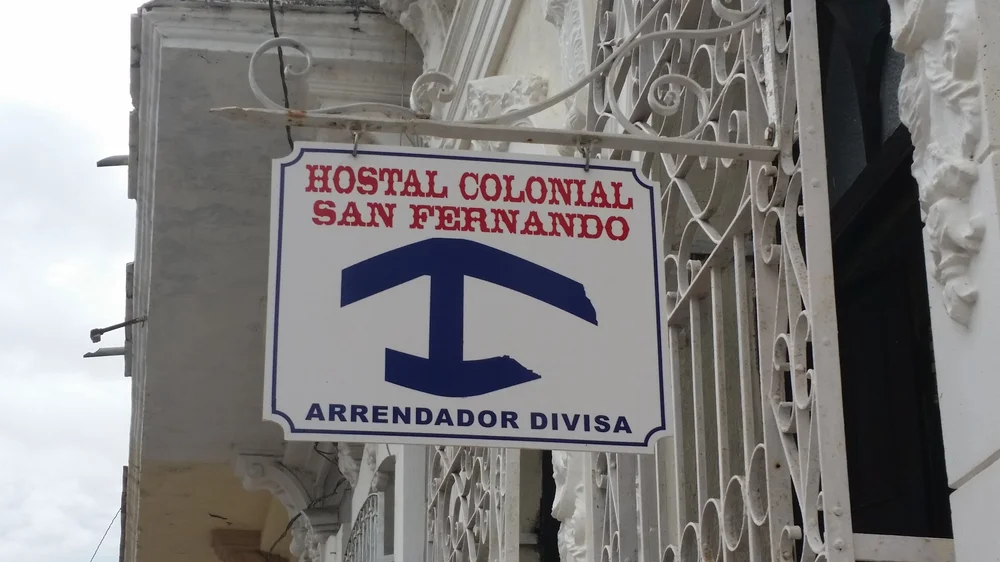 HOSTAL COLONIAL
SAN FERNANDO
ARRENDADOR DIVISA